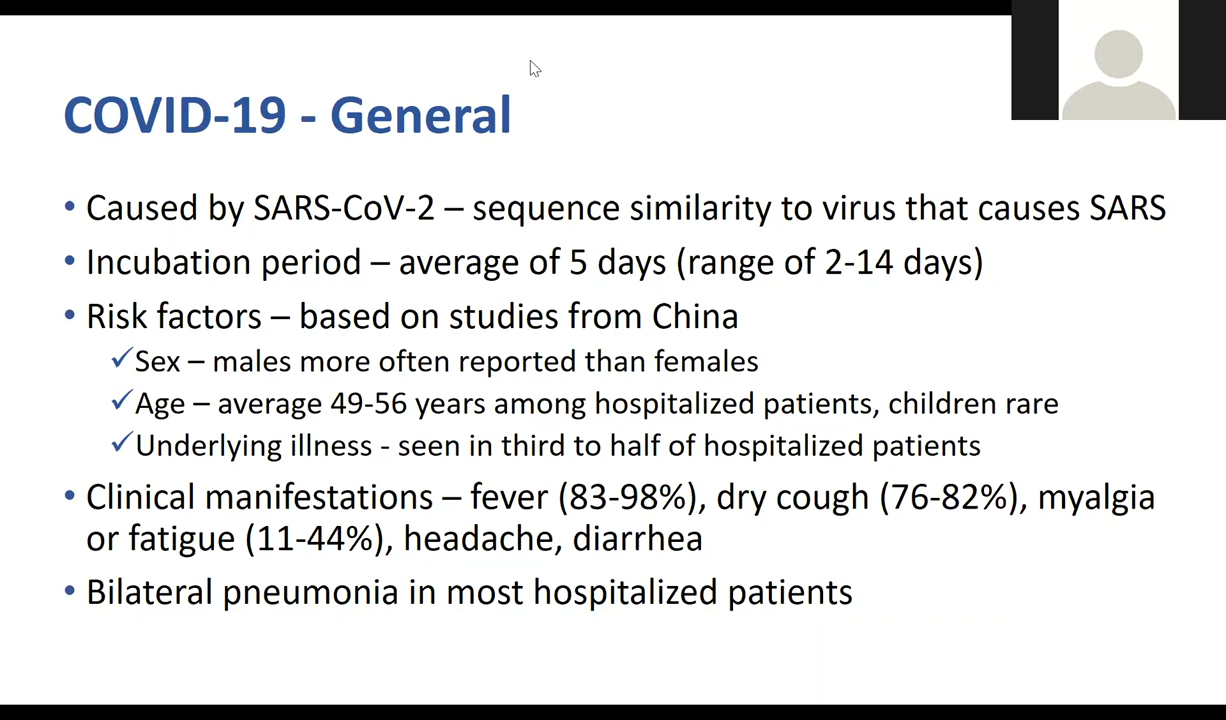 COVID-19 - General
• Caused by SARS-CoV-2 – sequence similarity to virus that causes SARS
• Incubation period – average of 5 days (range of 2-14 days)
• Risk factors – based on studies from China
✓Sex – males more often reported than females
✓Age – average 49-56 years among hospitalized patients, children rare
✓Underlying illness - seen in third to half of hospitalized patients
• Clinical manifestations – fever (83-98%), dry cough (76-82%), myalgia
or fatigue (11-44%), headache, diarrhea
• Bilateral pneumonia in most hospitalized patients